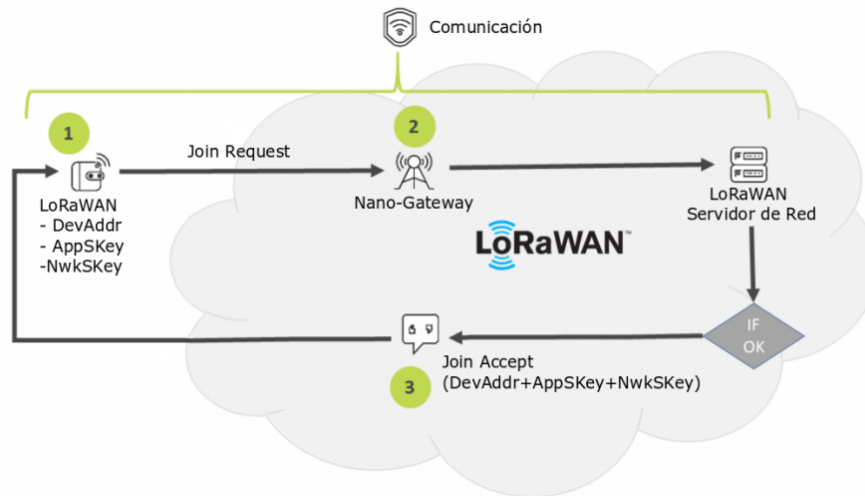 Comunicación
1
2
Join Request
Nano-Gateway
LoRaWAN
- DevAddr
- AppSKey
-NwkSKey
LoRaWAN
Servidor de Red
LoRaWAN™
IF
OK
Join Accept
(DevAddr+AppSKey+NwkSKey)
3